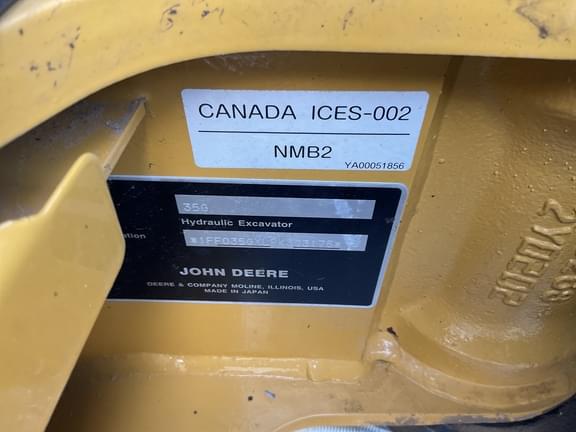 CANADA ICES-002
NMB2
YA00051856
35G
Hydraulic Excavator
JOHN DEERE
DEERE & COMPANY MOLINE, ILLINOIS, USA
MADE IN JAPAN